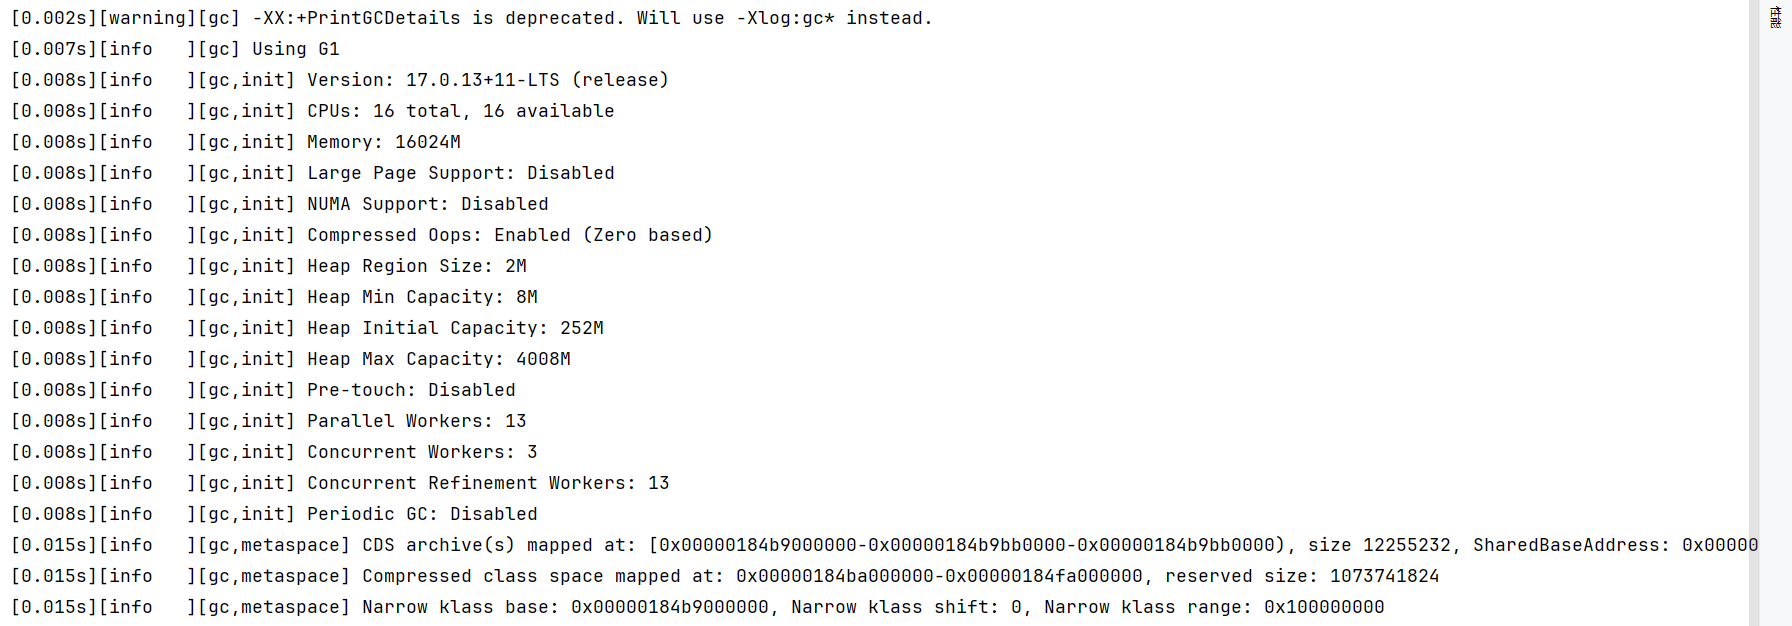 [0.002s][warning][gc] -XX:+PrintGCDetails is deprecated. Will use -Xlog:gc* instead.
[0.007s][info   ][gc] Using G1
[0.008s][info   ][gc,init] Version: 17.0.13+11-LTS (release)
[0.008s][info   ][gc,init] CPUs: 16 total, 16 available
[0.008s][info   ][gc,init] Memory: 16024M
[0.008s][info   ][gc,init] Large Page Support: Disabled
[0.008s][info   ][gc,init] NUMA Support: Disabled
[0.008s][info   ][gc,init] Compressed Oops: Enabled (Zero based)
[0.008s][info   ][gc,init] Heap Region Size: 2M
[0.008s][info   ][gc,init] Heap Min Capacity: 8M
[0.008s][info   ][gc,init] Heap Initial Capacity: 252M
[0.008s][info   ][gc,init] Heap Max Capacity: 4008M
[0.008s][info   ][gc,init] Pre-touch: Disabled
[0.008s][info   ][gc,init] Parallel Workers: 13
[0.008s][info   ][gc,init] Concurrent Workers: 3
[0.008s][info   ][gc,init] Concurrent Refinement Workers: 13
[0.008s][info   ][gc,init] Periodic GC: Disabled
[0.015s][info   ][gc,metaspace] CDS archive(s) mapped at: [0x00000184b9000000-0x00000184b9bb0000-0x00000184b9bb0000), size 12255232, SharedBaseAddress: 0x00000
[0.015s][info   ][gc,metaspace] Compressed class space mapped at: 0x00000184ba000000-0x00000184fa000000, reserved size: 1073741824
[0.015s][info   ][gc,metaspace] Narrow klass base: 0x00000184b9000000, Narrow klass shift: 0, Narrow klass range: 0x100000000
性能